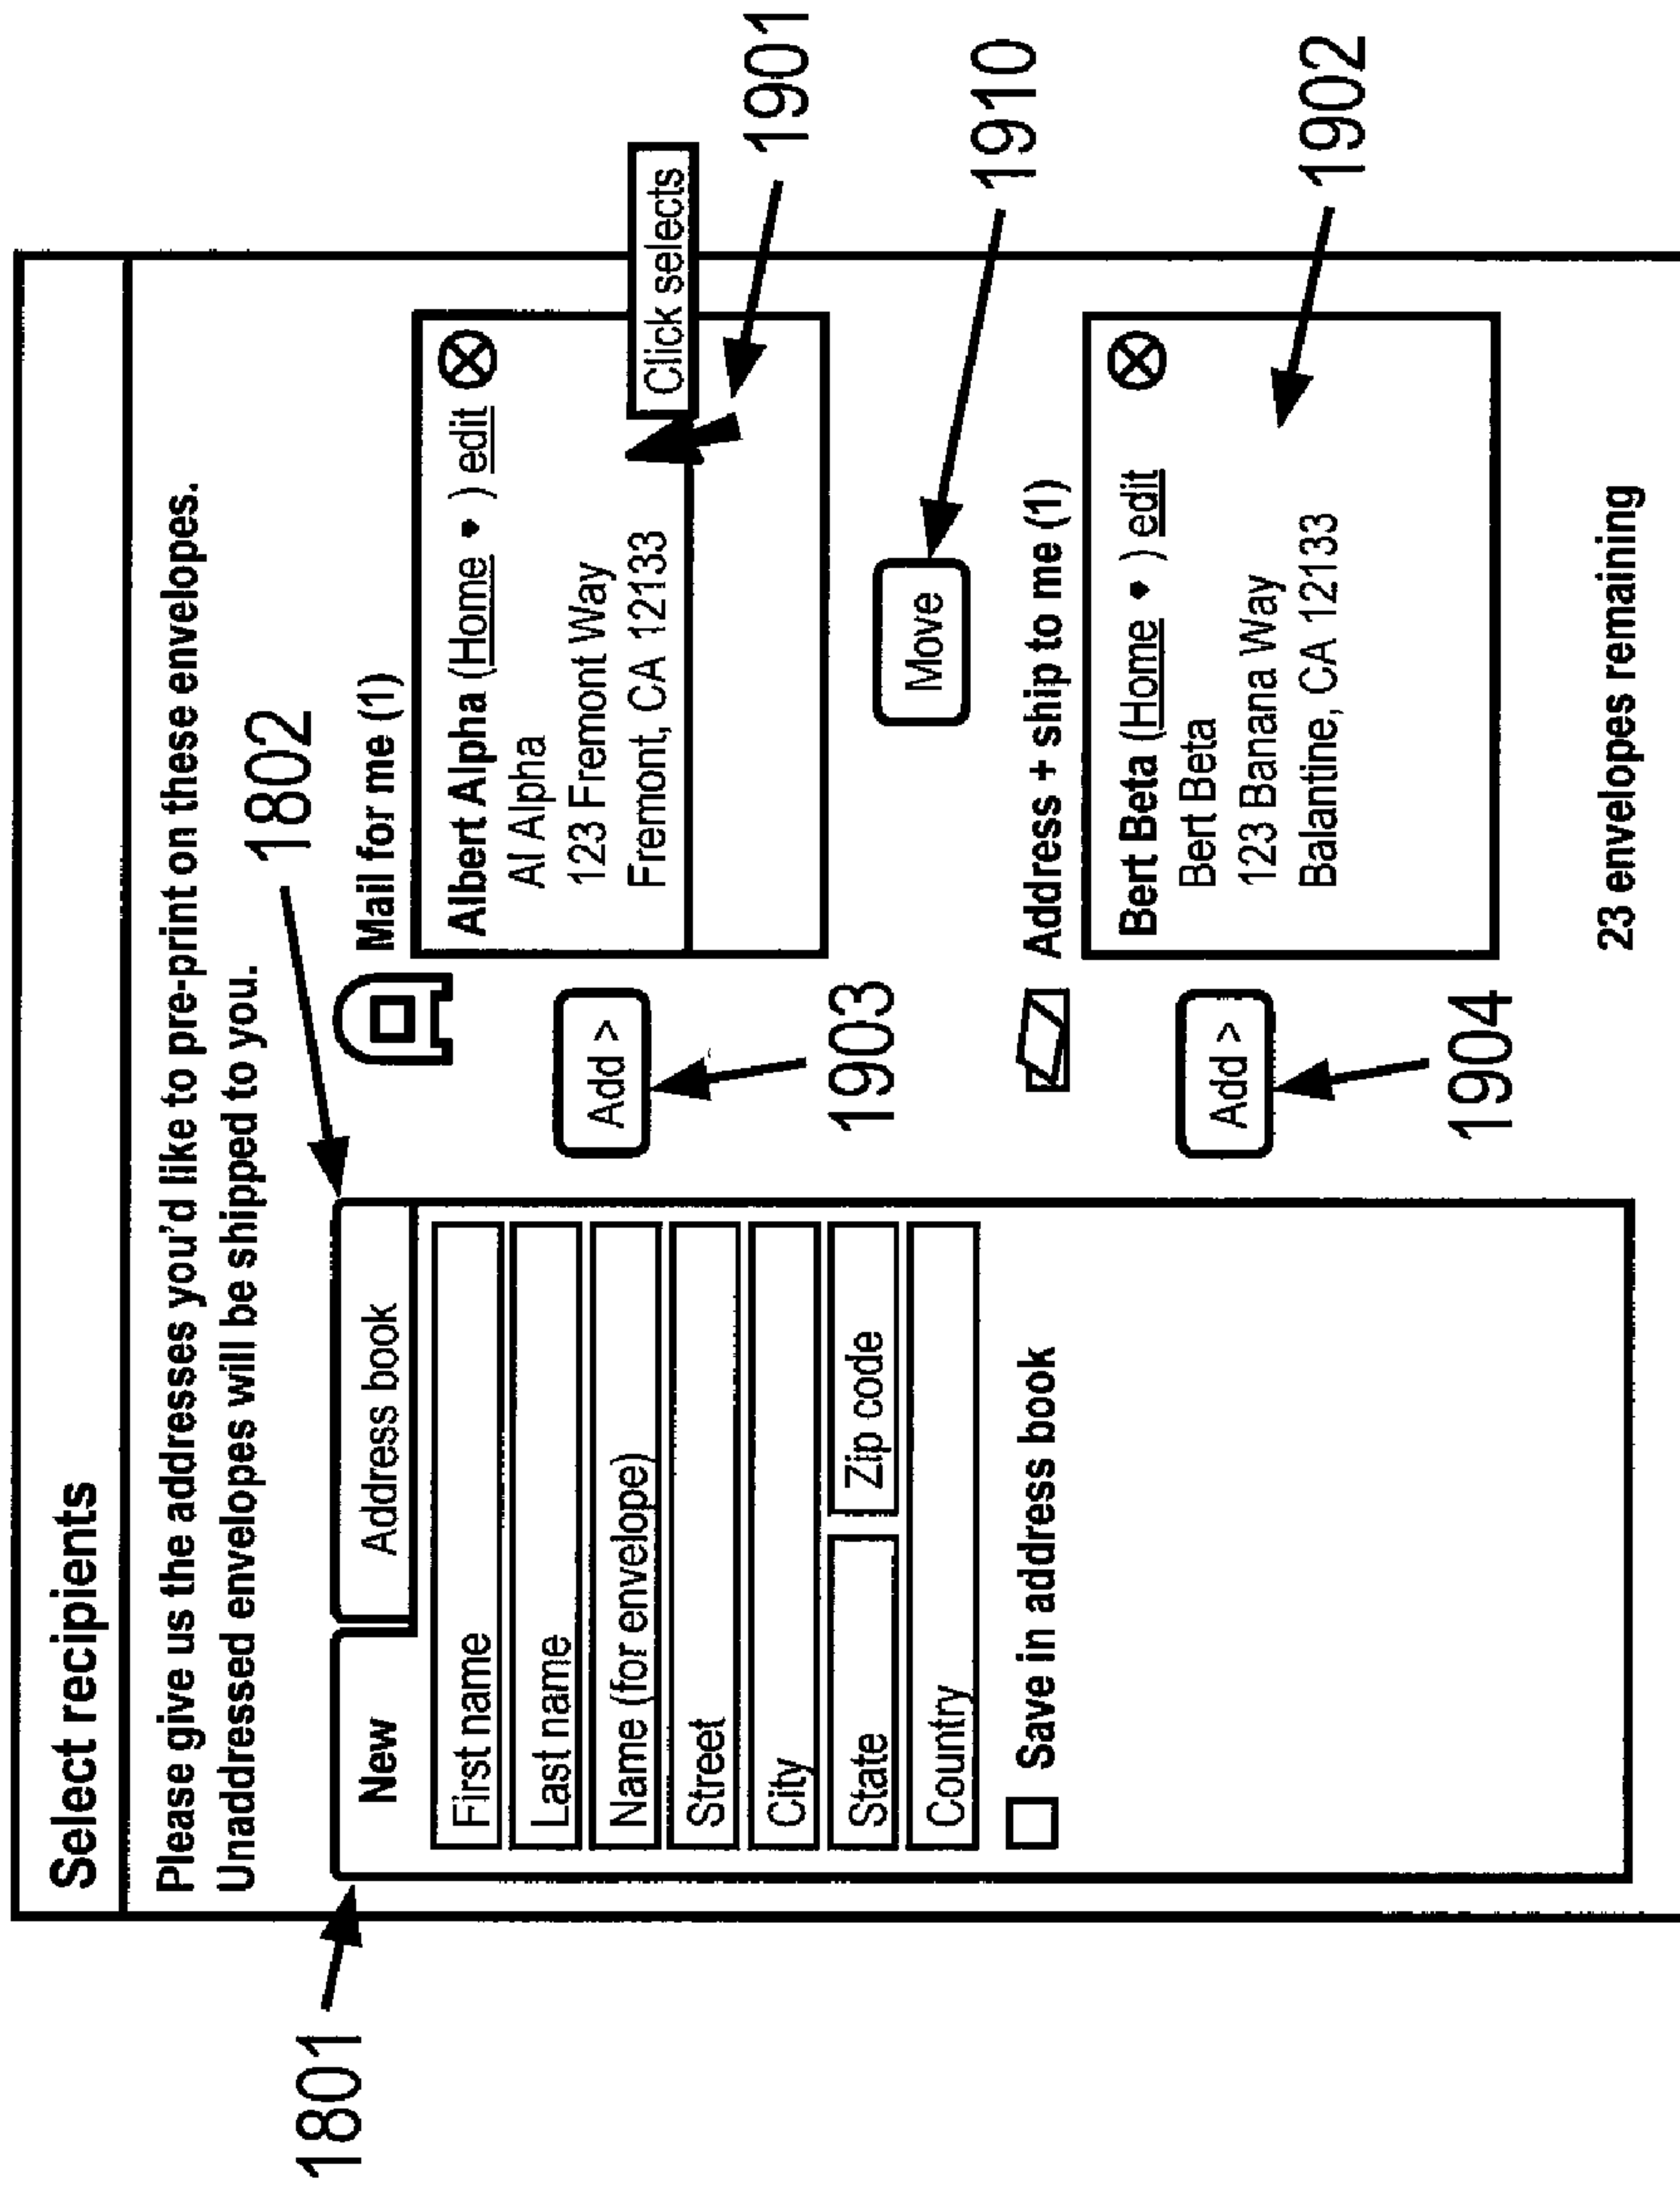 Select recipients
Please give us the addresses you'd like to pre-print on these envelopes.
Unaddressed envelopes will be shipped to you.
1801
1802
New
Address book
First name
Last name
Name (for envelope)
Street
City
State
Zip code
Country
Save in address book
Mail for me (1)
Add >
1903
Albert Alpha (Home ) edit
Al Alpha
123 Fremont Way
Fremont, CA 12133
Click selects
1901
Move
1910
Address + ship to me (1)
Add >
1904
Bert Beta (Home ) edit
Bert Beta
123 Banana Way
Balantine, CA 12133
1902
23 envelopes remaining